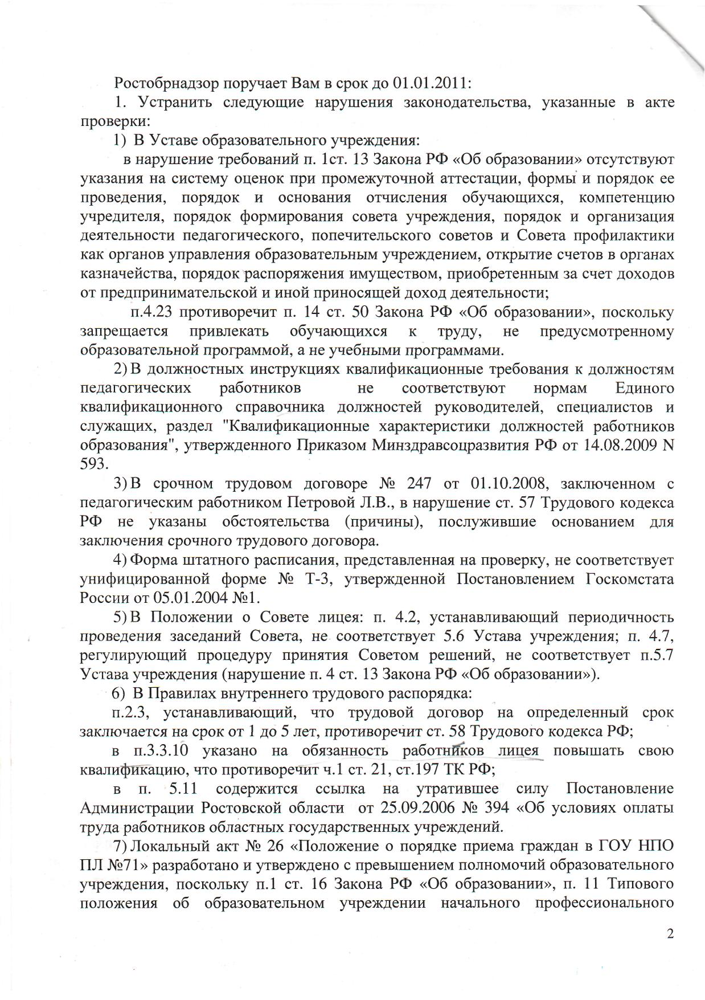 Ростобрнадзор поручает Вам в срок до 01.01.2011:
1. Устранить следующие нарушения законодательства, указанные в акте
проверки:
1) В Уставе образовательного учреждения:
в нарушение требований п. 1ст. 13 Закона РФ «Об образовании» отсутствуют
указания на систему оценок при промежуточной аттестации, формы и порядок ее
проведения, порядок и основания отчисления обучающихся, компетенцию
учредителя, порядок формирования совета учреждения, порядок и организация
деятельности педагогического, попечительского советов и Совета профилактики
как органов управления образовательным учреждением, открытие счетов в органах
казначейства, порядок распоряжения имуществом, приобретенным за счет доходов
от предпринимательской и иной приносящей доход деятельности;
п.4.23 противоречит п. 14 ст. 50 Закона РФ «Об образовании», поскольку
запрещается привлекать обучающихся к труду, не предусмотренному
образовательной программой, а не учебными программами.
2) В должностных инструкциях квалификационные требования к должностям
педагогических работников не соответствуют нормам Единого
квалификационного справочника должностей руководителей, специалистов и
служащих, раздел "Квалификационные характеристики должностей работников
образования", утвержденного Приказом Минздравсоцразвития РФ от 14.08.2009 N
593.
3) В срочном трудовом договоре № 247 от 01.10.2008, заключенном с
педагогическим работником Петровой Л.В., в нарушение ст. 57 Трудового кодекса
РФ не указаны обстоятельства (причины), послужившие основанием для
заключения срочного трудового договора.
4) Форма штатного расписания, представленная на проверку, не соответствует
унифицированной форме № Т-3, утвержденной Постановлением Госкомстата
России от 05.01.2004 №1.
5) В Положении о Совете лицея: п. 4.2, устанавливающий периодичность
проведения заседаний Совета, не соответствует 5.6 Устава учреждения; п. 4.7,
регулирующий процедуру принятия Советом решений, не соответствует п.5.7
Устава учреждения (нарушение п. 4 ст. 13 Закона РФ «Об образовании»).
6) В Правилах внутреннего трудового распорядка:
п.2.3, устанавливающий, что трудовой договор на определенный срок
заключается на срок от 1 до 5 лет, противоречит ст. 58 Трудового кодекса РФ;
в п.3.3.10 указано на обязанность работников лицея повышать свою
квалификацию, что противоречит ч.1 ст. 21, ст.197 ТК РФ;
в п. 5.11 содержится ссылка на утратившее силу Постановление
Администрации Ростовской области от 25.09.2006 № 394 «Об условиях оплаты
труда работников областных государственных учреждений.
7) Локальный акт № 26 «Положение о порядке приема граждан в ГОУ НПО
ПЛ №71» разработано и утверждено с превышением полномочий образовательного
учреждения, поскольку п.1 ст. 16 Закона РФ «Об образовании», п. 11 Типового
положения об образовательном учреждении начального профессионального
2